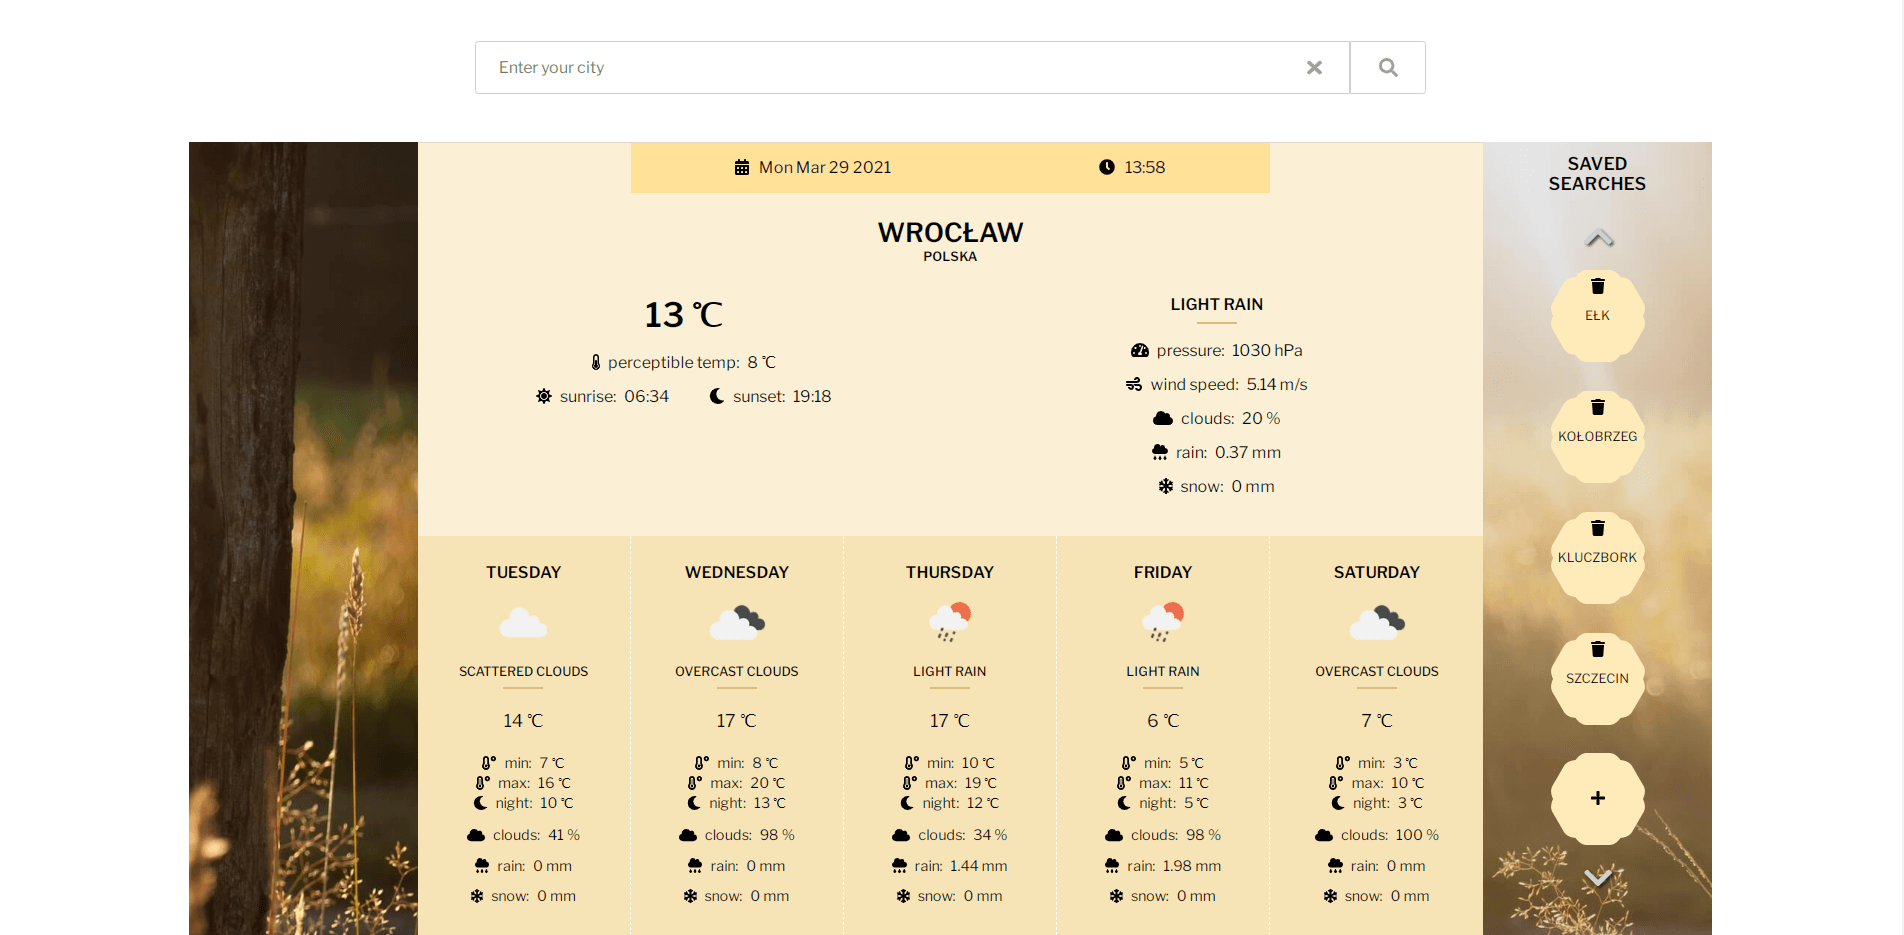 Enter your city
Mon Mar 29 2021 13:58
WROCŁAW
POLSKA
13 ℃
perceptible temp: 8 ℃
sunrise: 06:34 sunset: 19:18
LIGHT RAIN
pressure: 1030 hPa
wind speed: 5.14 m/s
clouds: 20 %
rain: 0.37 mm
snow: 0 mm
TUESDAY
SCATTERED CLOUDS
14 ℃
min: 7 ℃
max: 16 ℃
night: 10 ℃
clouds: 41 %
rain: 0 mm
snow: 0 mm
WEDNESDAY
OVERCAST CLOUDS
17 ℃
min: 8 ℃
max: 20 ℃
night: 13 ℃
clouds: 98 %
rain: 0 mm
snow: 0 mm
THURSDAY
LIGHT RAIN
17 ℃
min: 10 ℃
max: 19 ℃
night: 12 ℃
clouds: 34 %
rain: 1.44 mm
snow: 0 mm
FRIDAY
LIGHT RAIN
6 ℃
min: 5 ℃
max: 11 ℃
night: 5 ℃
clouds: 98 %
rain: 1.98 mm
snow: 0 mm
SATURDAY
OVERCAST CLOUDS
7 ℃
min: 3 ℃
max: 10 ℃
night: 3 ℃
clouds: 100 %
rain: 0 mm
snow: 0 mm
SAVED
SEARCHES
EŁK
KOŁOBRZEG
KLUCZBORK
SZCZECIN